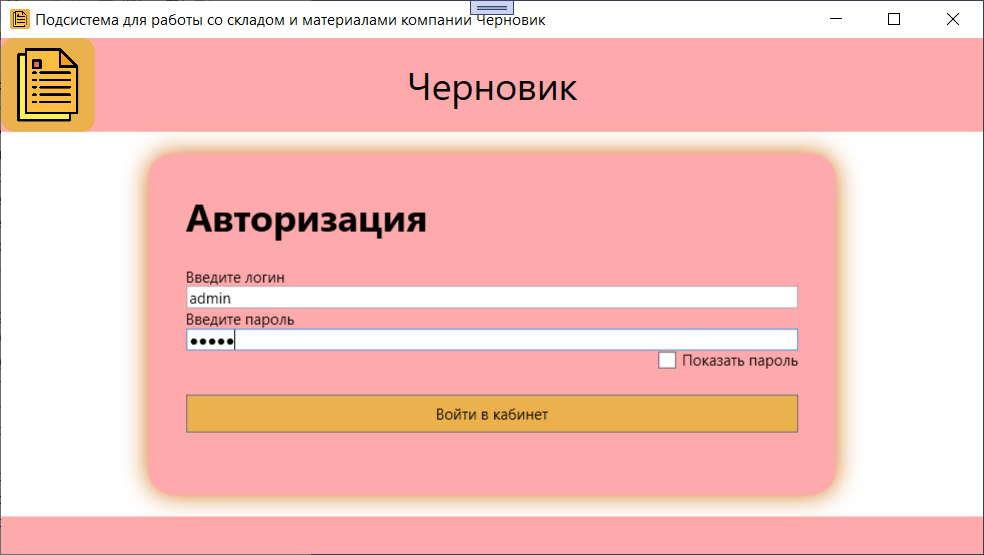 Подсистема для работы со складом и материалами компании Черновик
Черновик
Авторизация
Введите логин
admin
Введите пароль
●●●●●
Показать пароль
Войти в кабинет